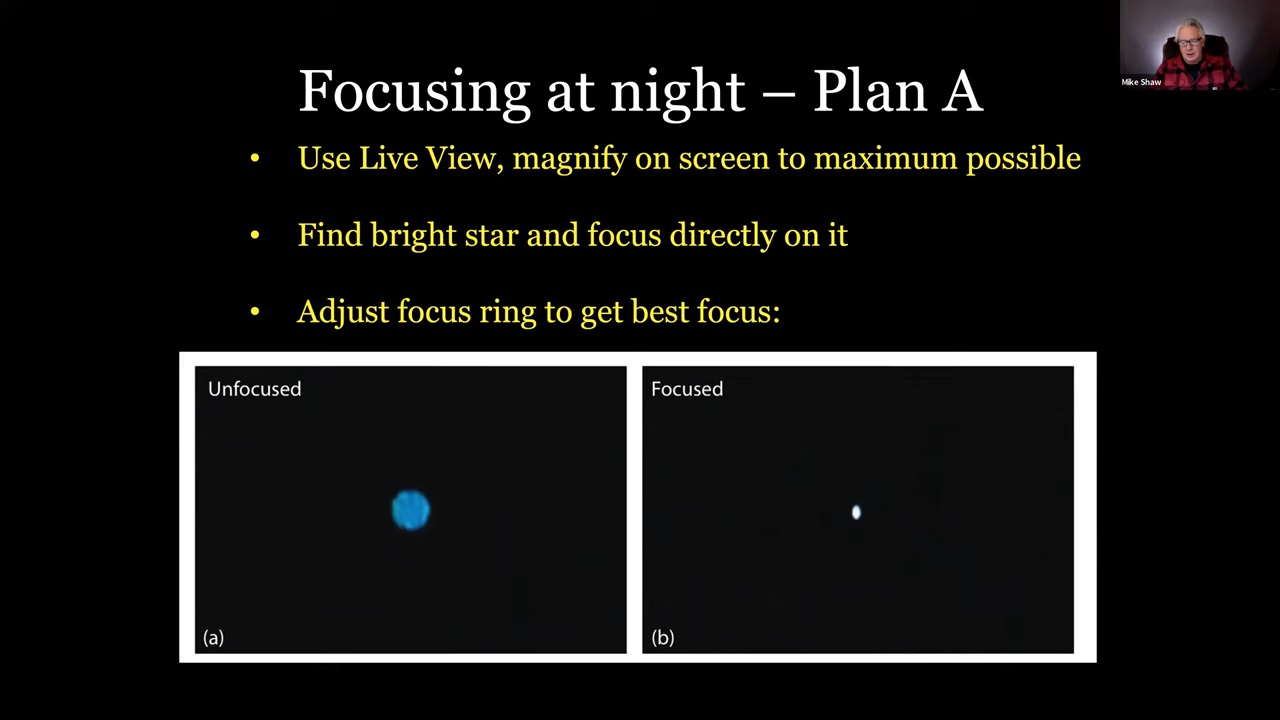 Mike Shaw
Focusing at night – Plan A
• Use Live View, magnify on screen to maximum possible
• Find bright star and focus directly on it
• Adjust focus ring to get best focus:
Unfocused
Focused
(a)
(b)